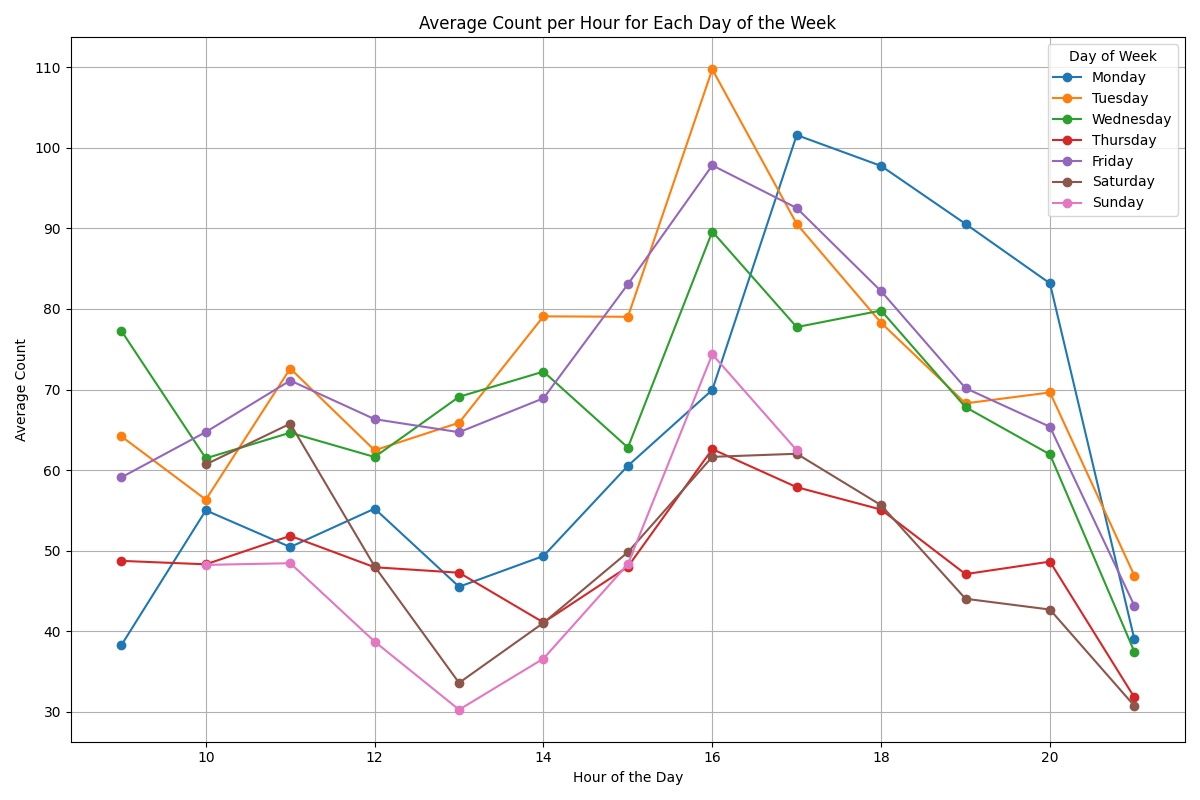 Average Count per Hour for Each Day of the Week
Day of Week
Monday
Tuesday
Wednesday
Thursday
Friday
Saturday
Sunday
Average Count
110
100
90
80
70
60
50
40
30
10 12 14 16 18 20
Hour of the Day